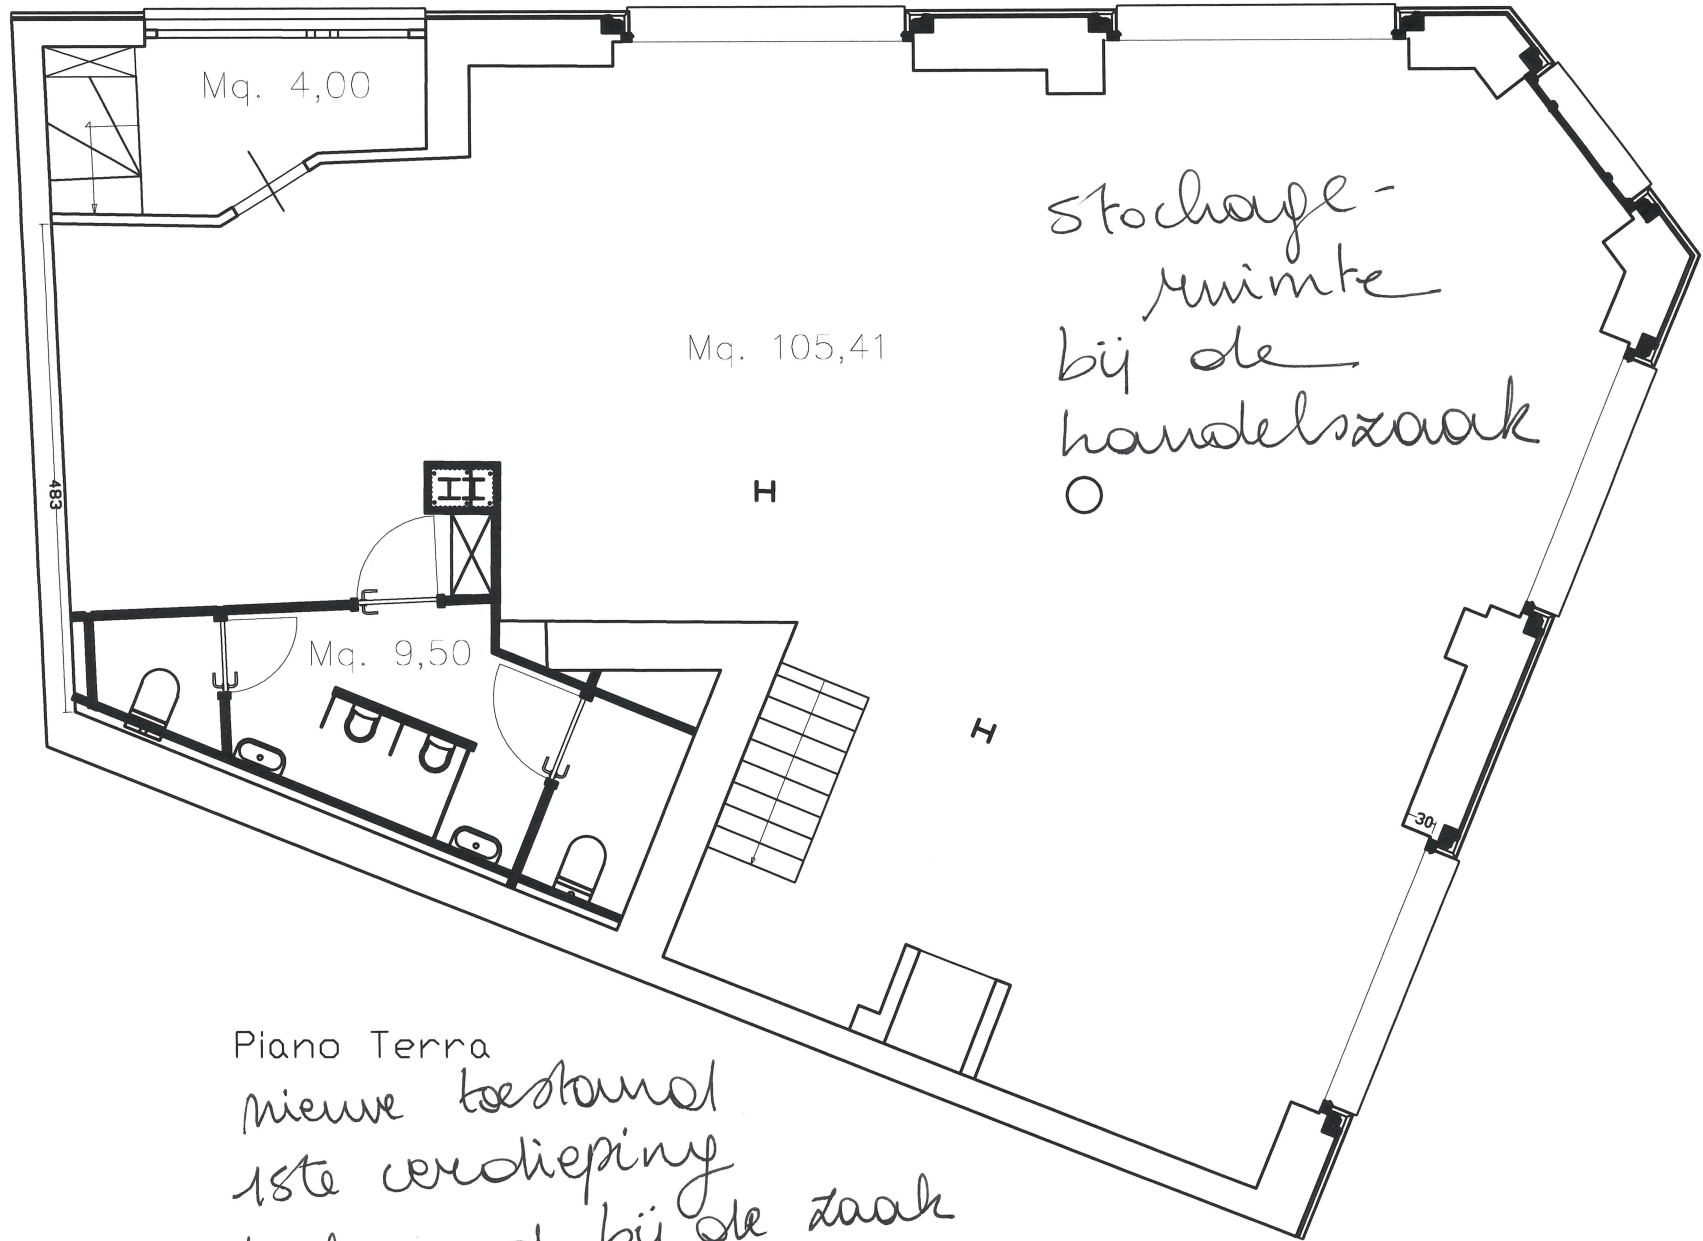 Mq. 4,00
stochage-
ruimte
bij de
handelszaak
Mq. 105,41
483
Mq. 9,50
30
Piano Terra
nieuwe toestand
1ste verdieping
bij de zaak